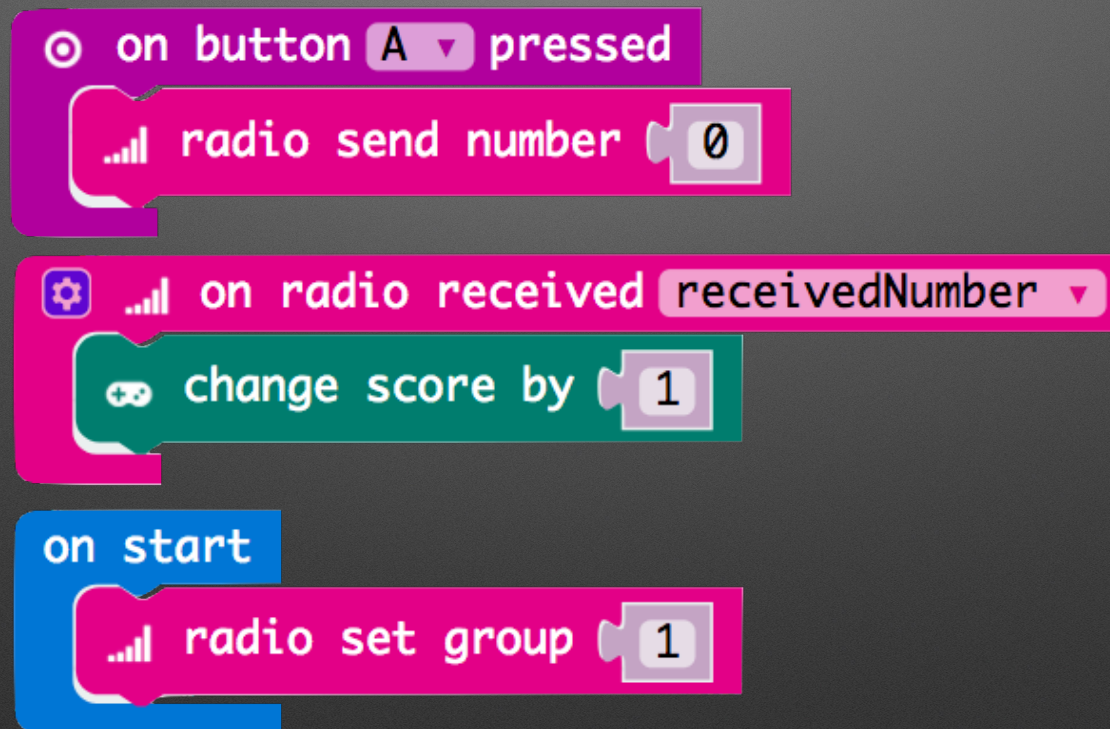 on button A pressed
radio send number 0
on radio received receivedNumber
change score by 1
on start
radio set group 1